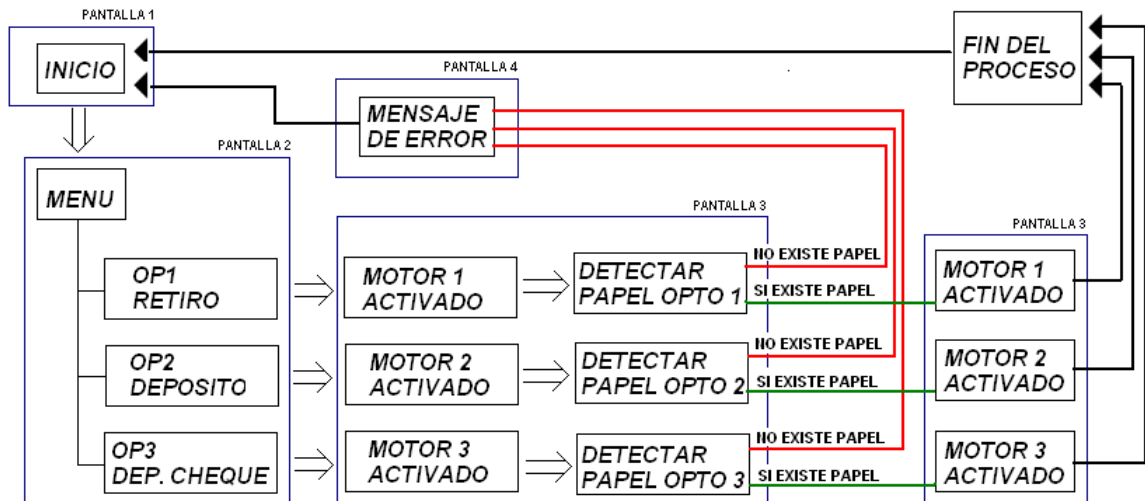 PANTALLA 1
INICIO
PANTALLA 4
MENSAJE
DE ERROR
FIN DEL
PROCESO
PANTALLA 2
MENU
OP1
RETIRO
OP2
DEPOSITO
OP3
DEP. CHEQUE
PANTALLA 3
MOTOR 1
ACTIVADO
DETECTAR
PAPEL OPTO 1
NO EXISTE PAPEL
SI EXISTE PAPEL
MOTOR 2
ACTIVADO
DETECTAR
PAPEL OPTO 2
NO EXISTE PAPEL
SI EXISTE PAPEL
MOTOR 3
ACTIVADO
DETECTAR
PAPEL OPTO 3
NO EXISTE PAPEL
SI EXISTE PAPEL
PANTALLA 3
MOTOR 1
ACTIVADO
MOTOR 2
ACTIVADO
MOTOR 3
ACTIVADO